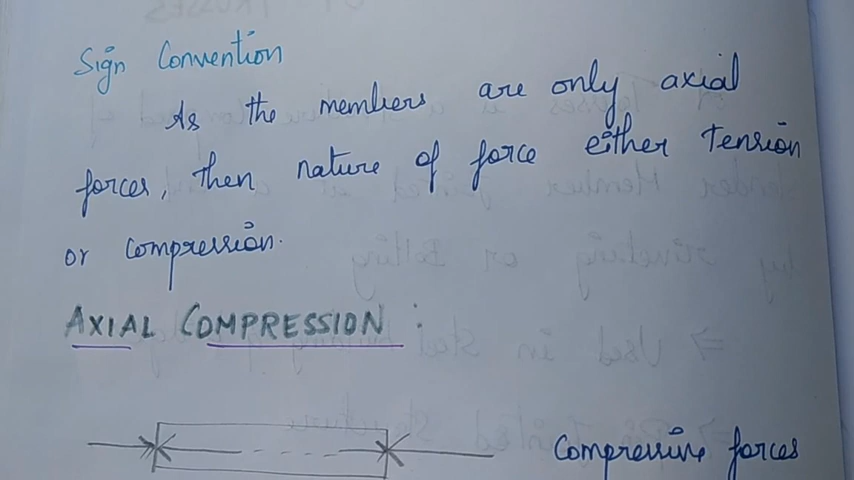 Sign Convention
As the members are only axial
forces, then nature of force either Tension
or compression.
AXIAL COMPRESSION :
Compressive forces